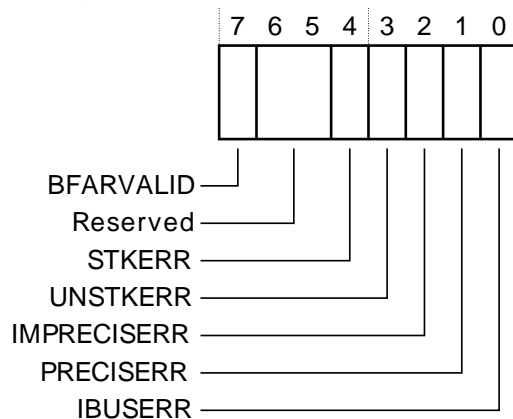 7 6 5 4 3 2 1 0
BFARVALID
Reserved
STKERR
UNSTKERR
IMPRECISERR
PRECISERR
IBUSERR